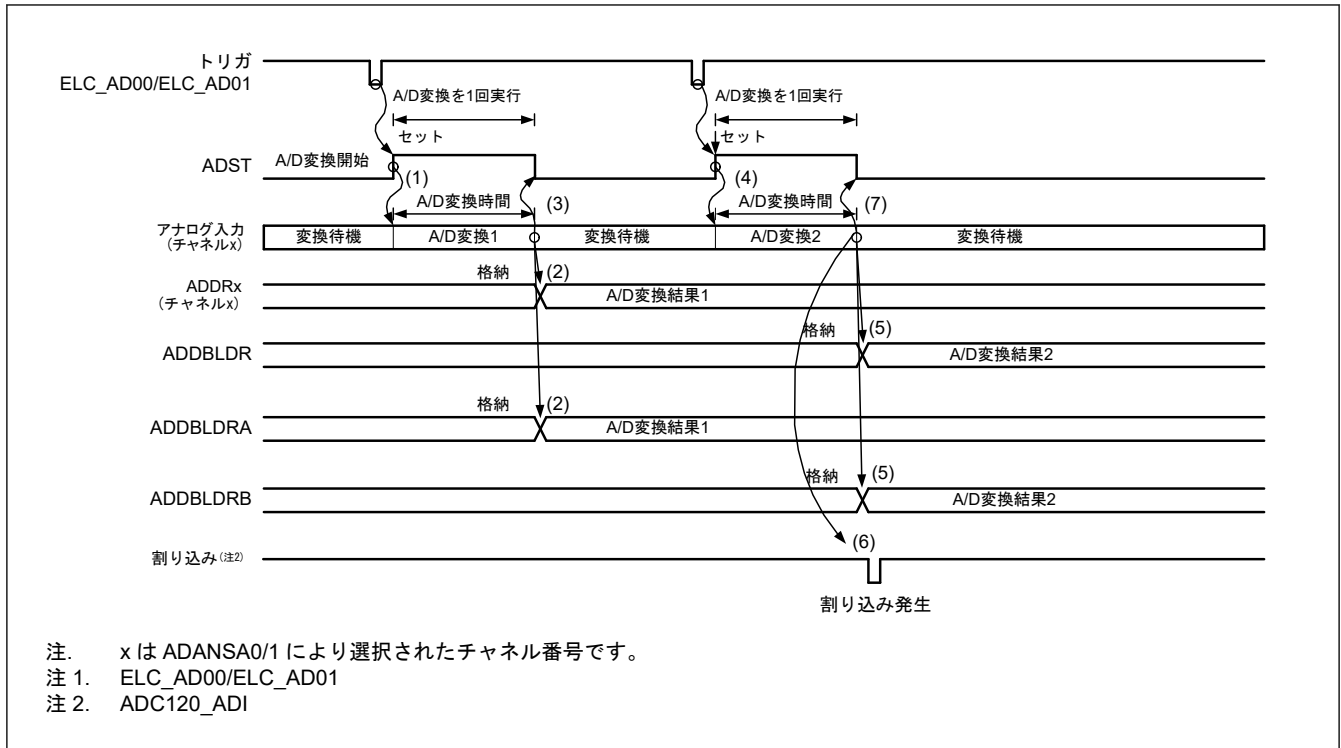 トリガ
ELC_AD00/ELC_AD01
A/D変換を1回実行
A/D変換を1回実行
セット
セット
ADST
A/D変換開始
(1)
(4)
A/D変換時間
(3)
A/D変換時間
(7)
アナログ入力
(チャネルx)
変換待機
A/D変換1
変換待機
A/D変換2
変換待機
ADDRx
(チャネルx)
格納
(2)
A/D変換結果1
ADDBLDR
格納
(5)
A/D変換結果2
ADDBLDRA
格納
(2)
A/D変換結果1
ADDBLDRB
格納
(5)
A/D変換結果2
割り込み(注2)
(6)
割り込み発生
注. x は ADANSA0/1 により選択されたチャネル番号です。
注 1. ELC_AD00/ELC_AD01
注 2. ADC120_ADI